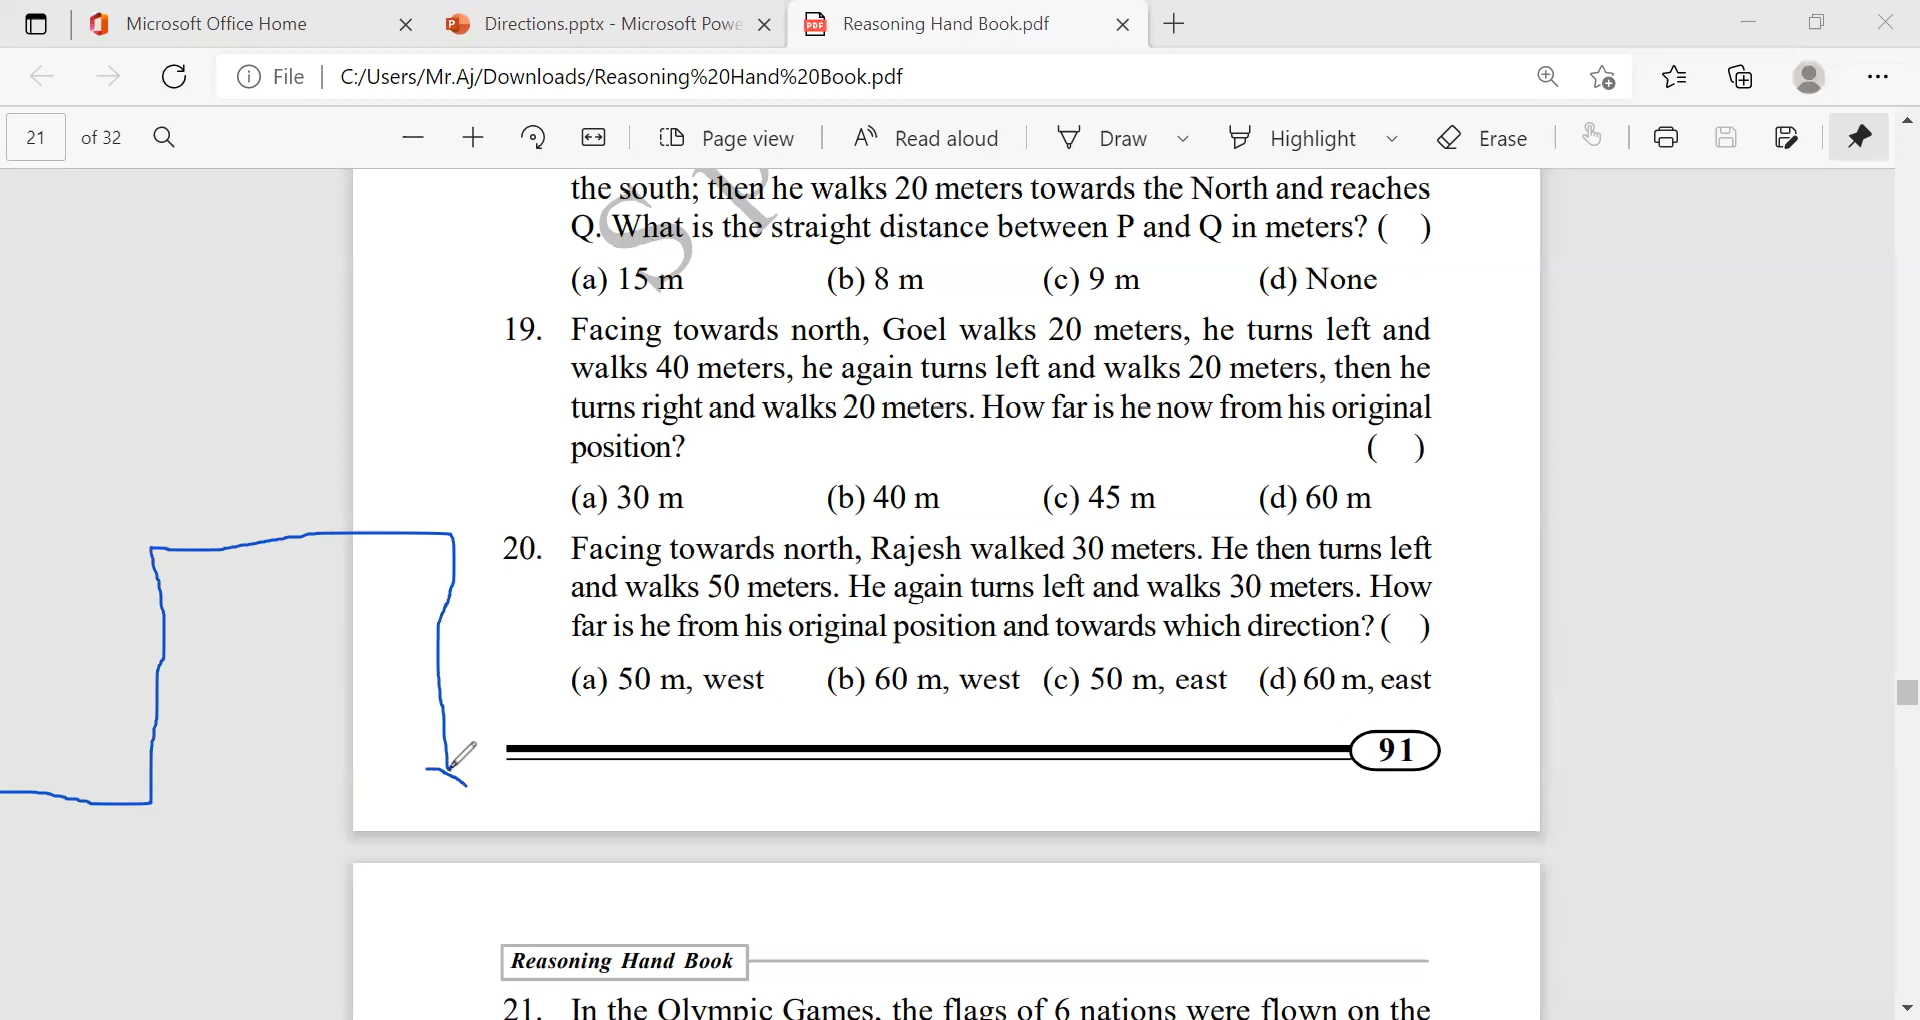 Microsoft Office Home
Directions.pptx - Microsoft Powe
Reasoning Hand Book.pdf
File
C:/Users/Mr.Aj/Downloads/Reasoning%20Hand%20Book.pdf
21 of 32
Page view
Read aloud
Draw
Highlight
Erase
the south; then he walks 20 meters towards the North and reaches
Q. What is the straight distance between P and Q in meters? ( )
(a) 15 m (b) 8 m (c) 9 m (d) None
19. Facing towards north, Goel walks 20 meters, he turns left and
walks 40 meters, he again turns left and walks 20 meters, then he
turns right and walks 20 meters. How far is he now from his original
position? ( )
(a) 30 m (b) 40 m (c) 45 m (d) 60 m
20. Facing towards north, Rajesh walked 30 meters. He then turns left
and walks 50 meters. He again turns left and walks 30 meters. How
far is he from his original position and towards which direction? ( )
(a) 50 m, west (b) 60 m, west (c) 50 m, east (d) 60 m, east
91
Reasoning Hand Book
21. In the Olympic Games, the flags of 6 nations were flown on the